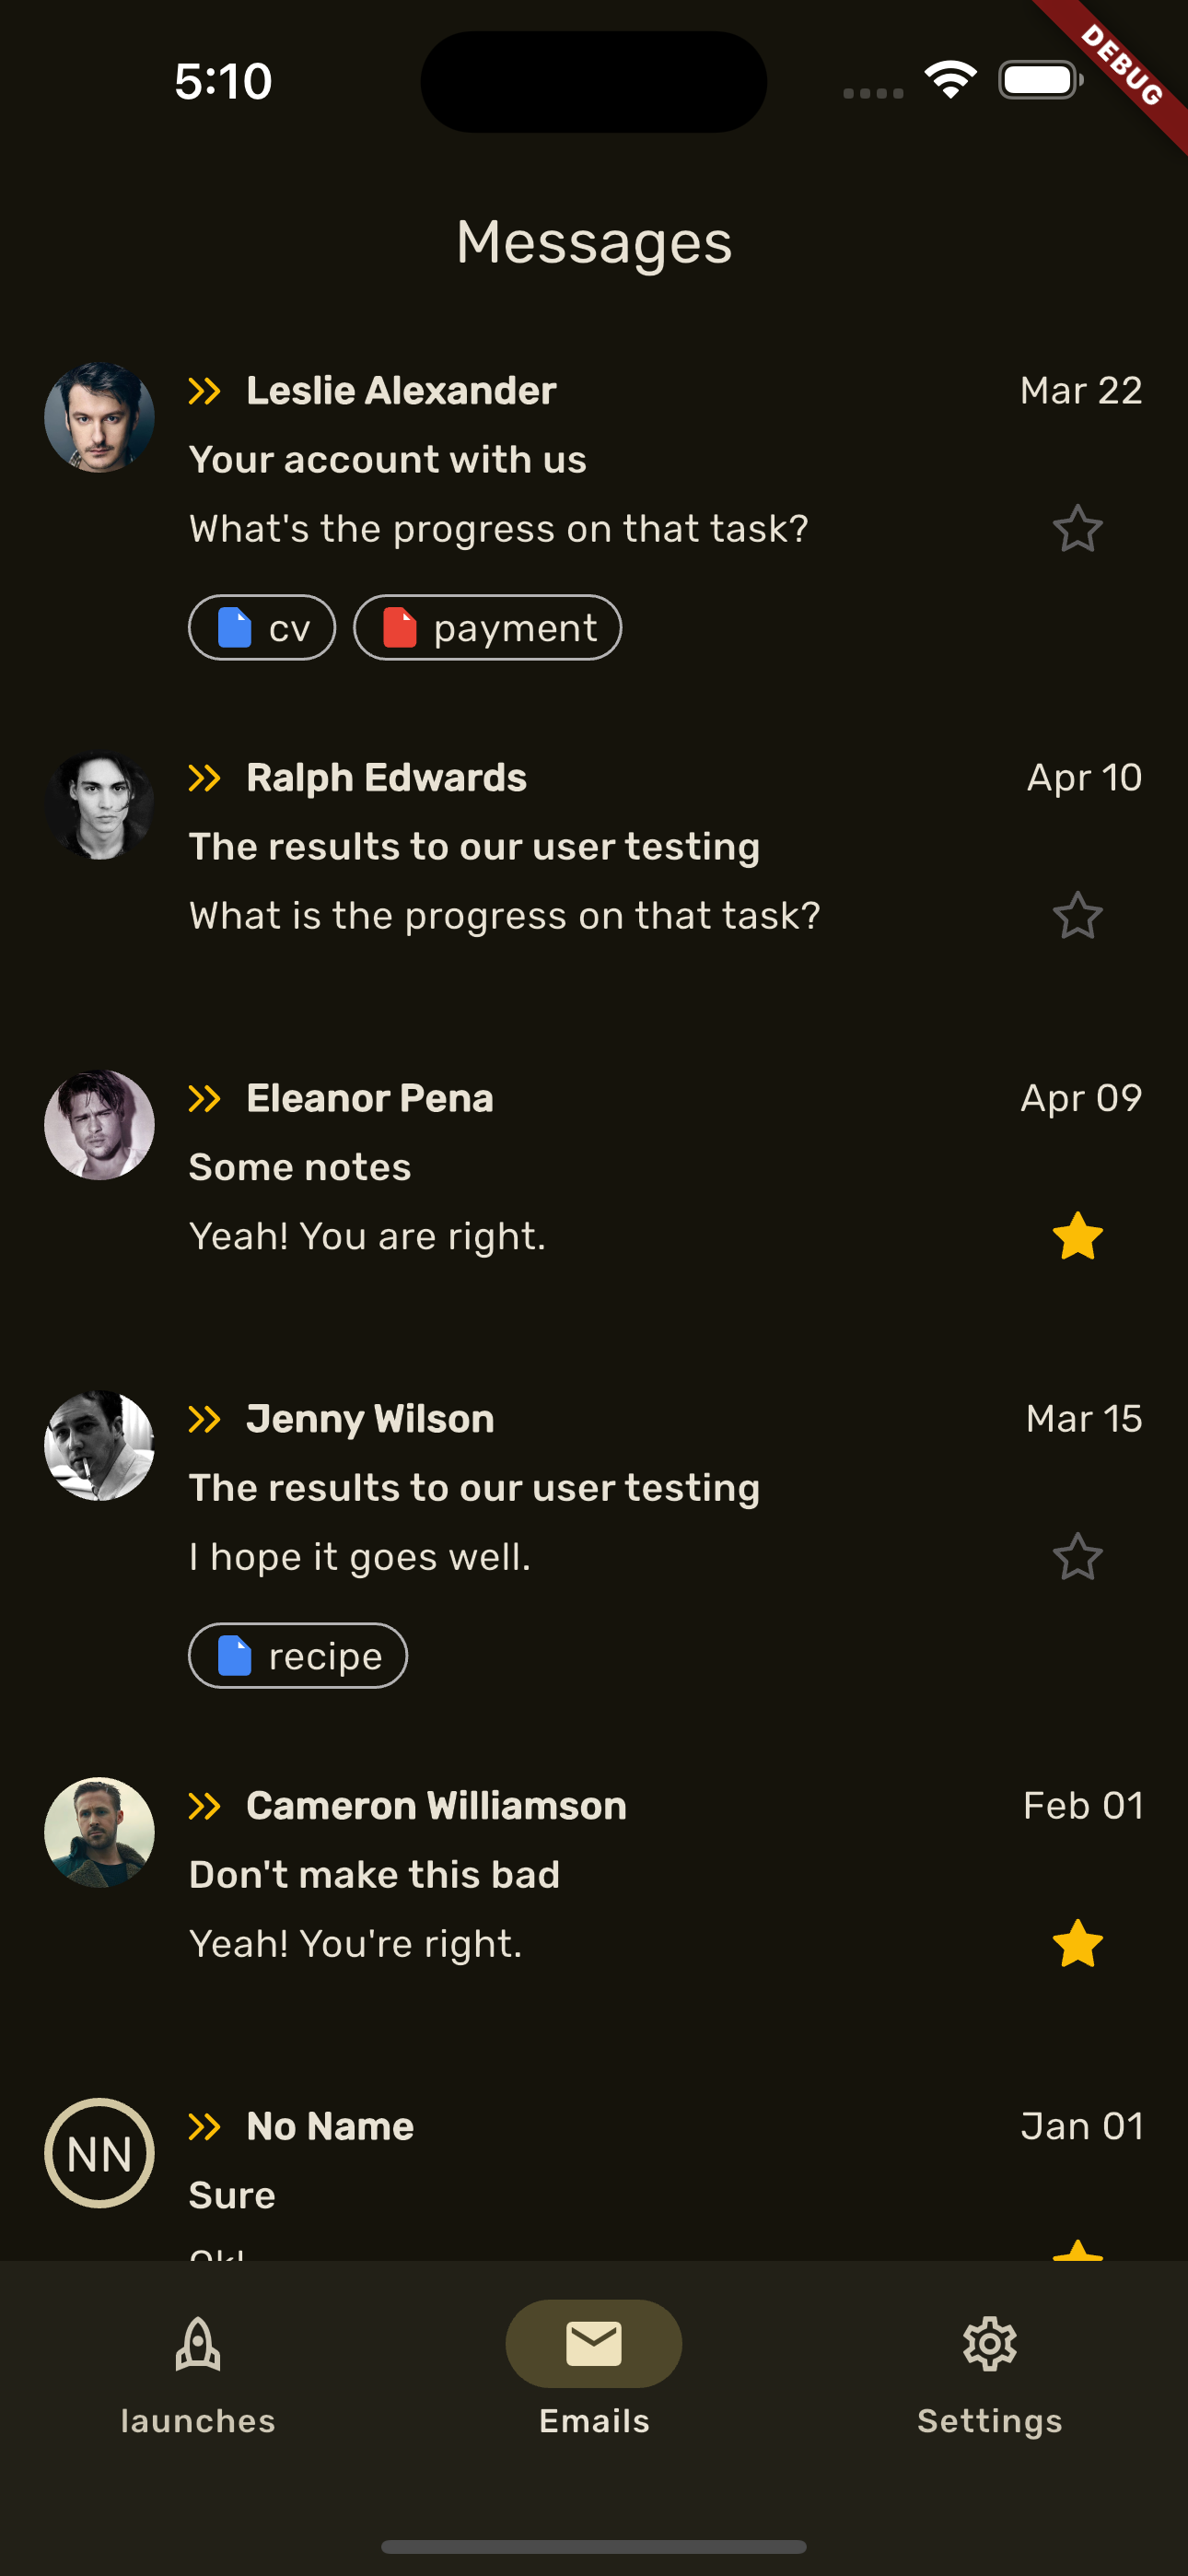 5:10
DEBUG
Messages
Leslie Alexander Mar 22
Your account with us
What's the progress on that task?
cv payment
Ralph Edwards Apr 10
The results to our user testing
What is the progress on that task?
Eleanor Pena Apr 09
Some notes
Yeah! You are right.
Jenny Wilson Mar 15
The results to our user testing
I hope it goes well.
recipe
Cameron Williamson Feb 01
Don't make this bad
Yeah! You're right.
NN No Name Jan 01
Sure
launches Emails Settings